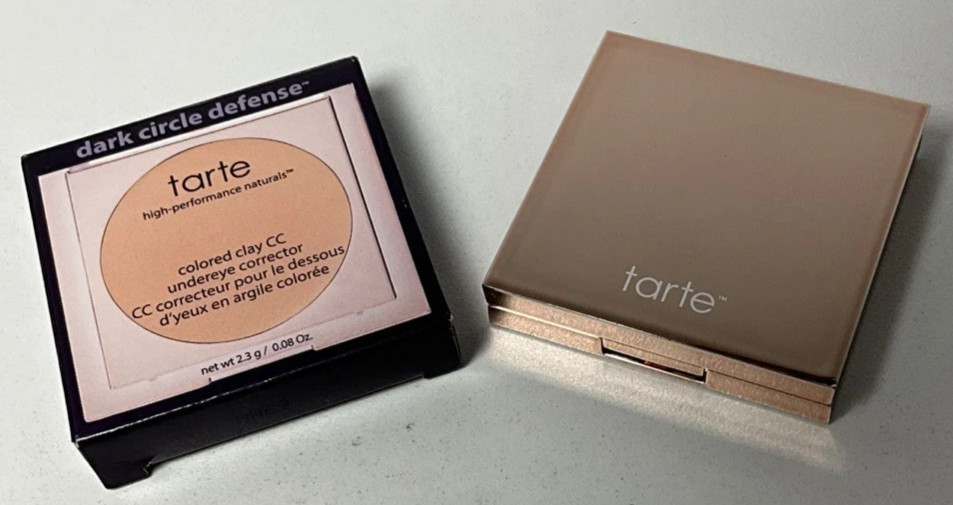 dark circle defense™
tarte
high-performance naturals™
colored clay CC
undereye corrector
CC correcteur pour le dessous
d'yeux en argile colorée
net wt 2.3 g / 0.08 Oz.
tarte™